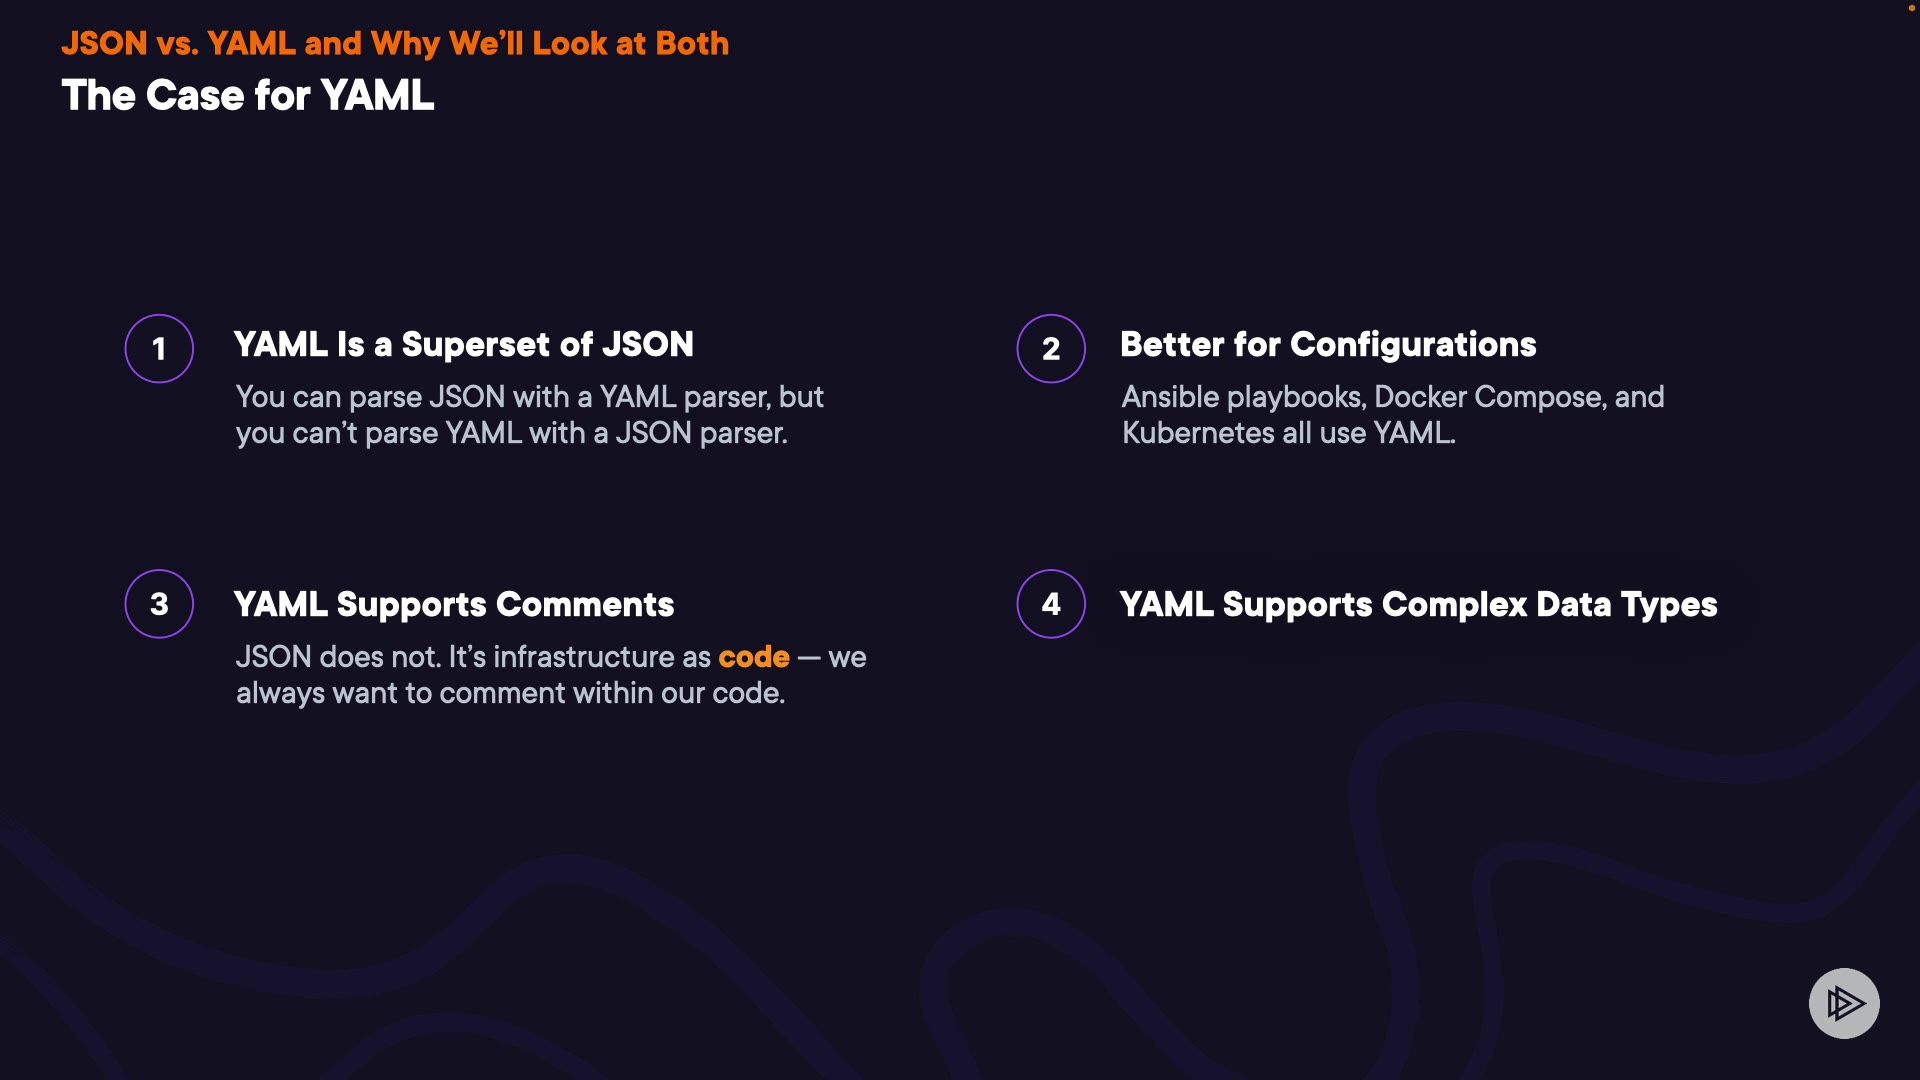 JSON vs. YAML and Why We’ll Look at Both
The Case for YAML
1
YAML Is a Superset of JSON
You can parse JSON with a YAML parser, but
you can’t parse YAML with a JSON parser.
2
Better for Configurations
Ansible playbooks, Docker Compose, and
Kubernetes all use YAML.
3
YAML Supports Comments
JSON does not. It’s infrastructure as code — we
always want to comment within our code.
4
YAML Supports Complex Data Types